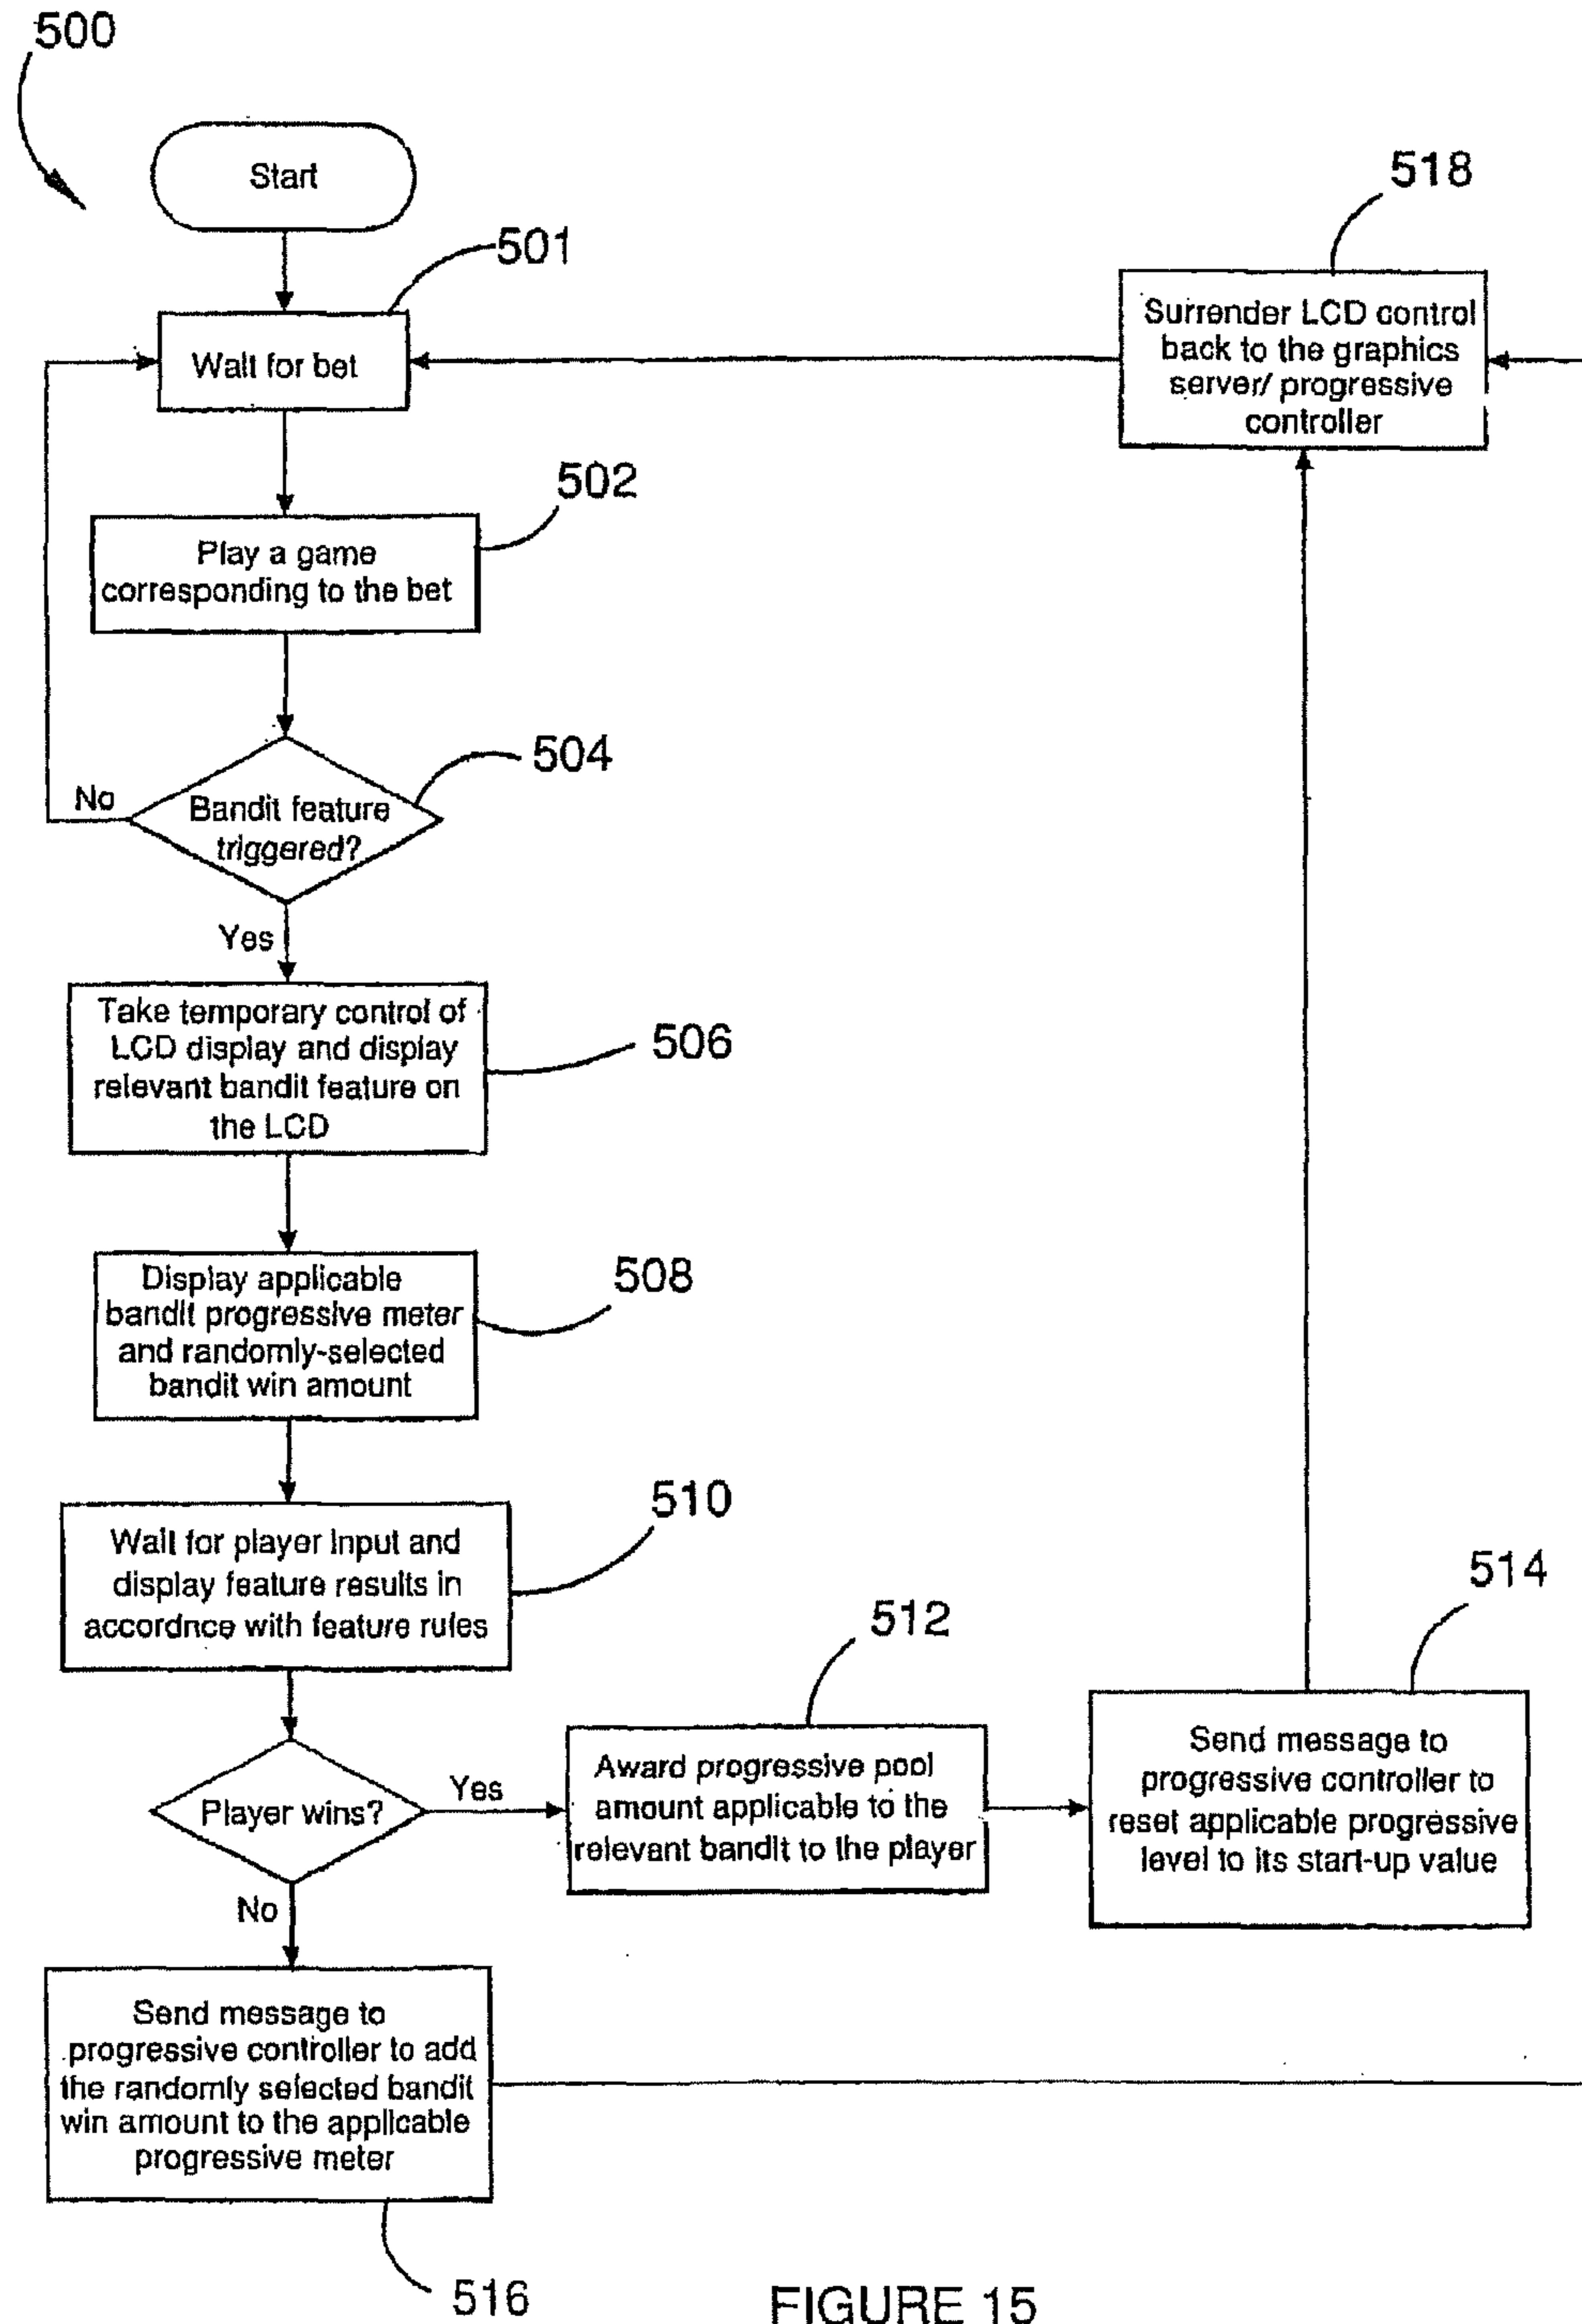 500
Start
501
Wait for bet
518
Surrender LCD control
back to the graphics
server/ progressive
controller
502
Play a game
corresponding to the bet
504
Bandit feature
triggered?
No
Yes
Take temporary control of
LCD display and display
relevant bandit feature on
the LCD
506
Display applicable
bandit progressive meter
and randomly-selected
bandit win amount
508
Wait for player input and
display feature results in
accordnce with feature rules
510
Player wins?
Yes
No
512
Award progressive pool
amount applicable to the
relevant bandit to the player
514
Send message to
progressive controller to
reset applicable progressive
level to its start-up value
Send message to
progressive controller to add
the randomly selected bandit
win amount to the applicable
progressive meter
516
FIGURE 15